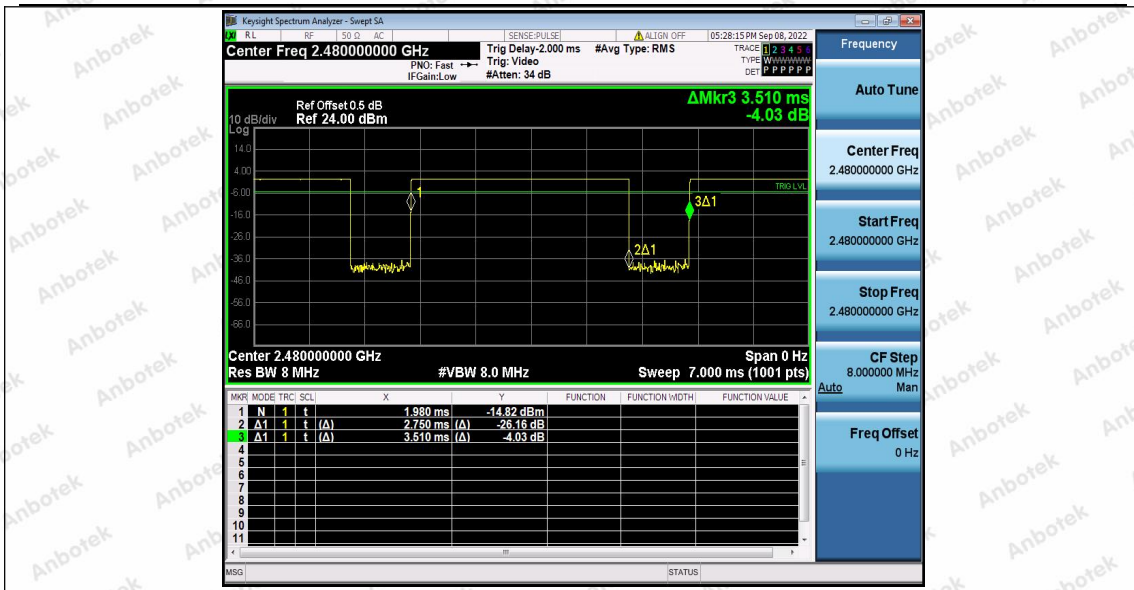 Keysight Spectrum Analyzer - Swept SA
LXI RL RF 50 Ω AC SENSE:PULSE ALIGN OFF 05:28:15 PM Sep 08, 2022
Center Freq 2.480000000 GHz
PNO: Fast
IFGain:Low
Trig Delay-2.000 ms
Trig: Video
#Atten: 34 dB
#Avg Type: RMS
TRACE 1 2 3 4 5 6
TYPE WWWWWW
DET P P P P P P
Ref Offset 0.5 dB
10 dB/div Ref 24.00 dBm
ΔMkr3 3.510 ms
-4.03 dB
Log
14.0
4.00
-6.00
-16.0
-26.0
-36.0
-46.0
-56.0
-66.0
TRIG LVL
1
3Δ1
2Δ1
Center 2.480000000 GHz Span 0 Hz
Res BW 8 MHz #VBW 8.0 MHz Sweep 7.000 ms (1001 pts)
MKR MODE TRC SCL X Y FUNCTION FUNCTION WIDTH FUNCTION VALUE
1 N 1 t 1.980 ms -14.82 dBm
2 Δ1 1 t (Δ) 2.750 ms (Δ) -26.16 dB
3 Δ1 1 t (Δ) 3.510 ms (Δ) -4.03 dB
4
5
6
7
8
9
10
11
MSG STATUS
Frequency
Auto Tune
Center Freq
2.480000000 GHz
Start Freq
2.480000000 GHz
Stop Freq
2.480000000 GHz
CF Step
8.000000 MHz
Auto Man
Freq Offset
0 Hz
Anbotek